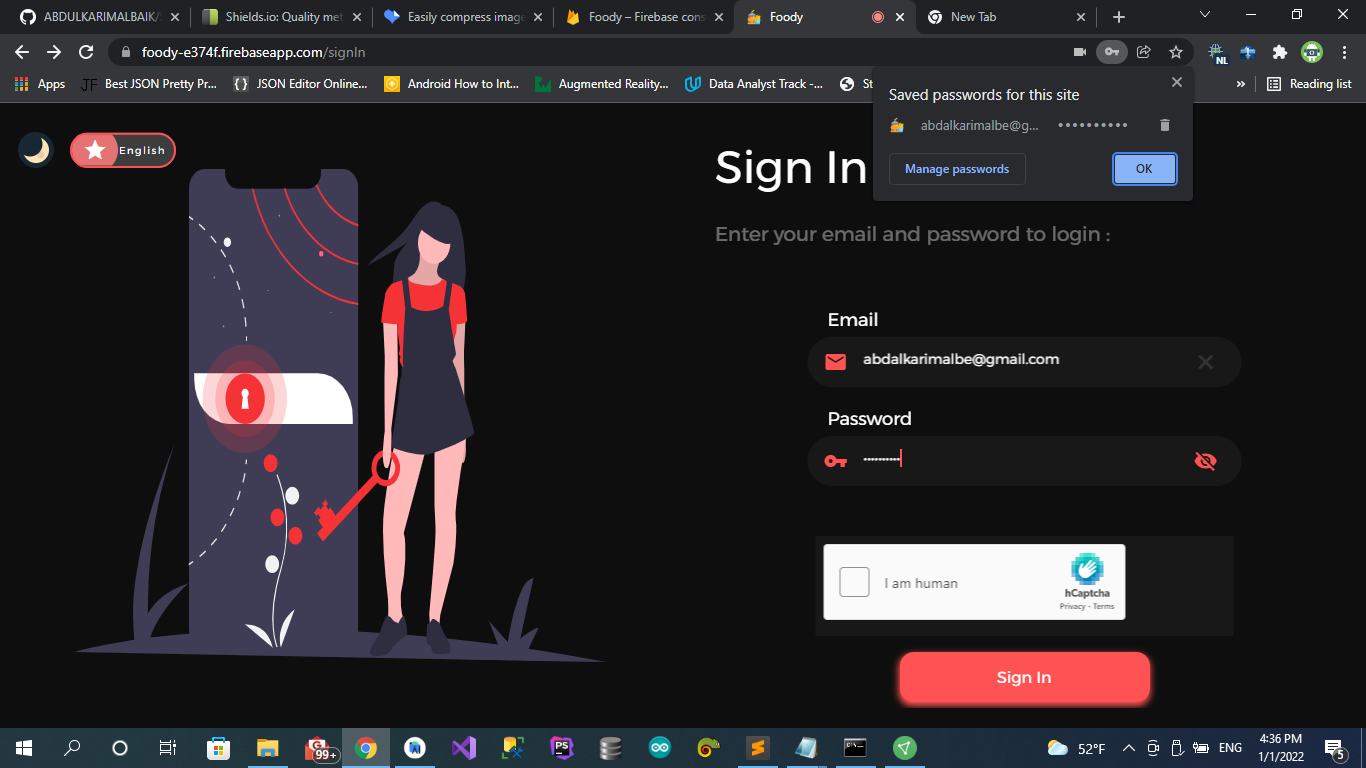 ABDULKARIMALBAIK/
Shields.io: Quality met
Easily compress image
Foody – Firebase cons
Foody
New Tab
foody-e374f.firebaseapp.com/signIn
NL
Apps
JF Best JSON Pretty Pr...
{} JSON Editor Online...
Android How to Int...
Augmented Reality...
Data Analyst Track -...
St
»
Reading list
Saved passwords for this site
abdalkarimalbe@g... ••••••••••
Manage passwords
OK
English
Sign In
Enter your email and password to login :
Email
abdalkarimalbe@gmail.com
Password
••••••••••
I am human
hCaptcha
Privacy - Terms
Sign In
99+
PS
52°F
ENG
4:36 PM
1/1/2022
5